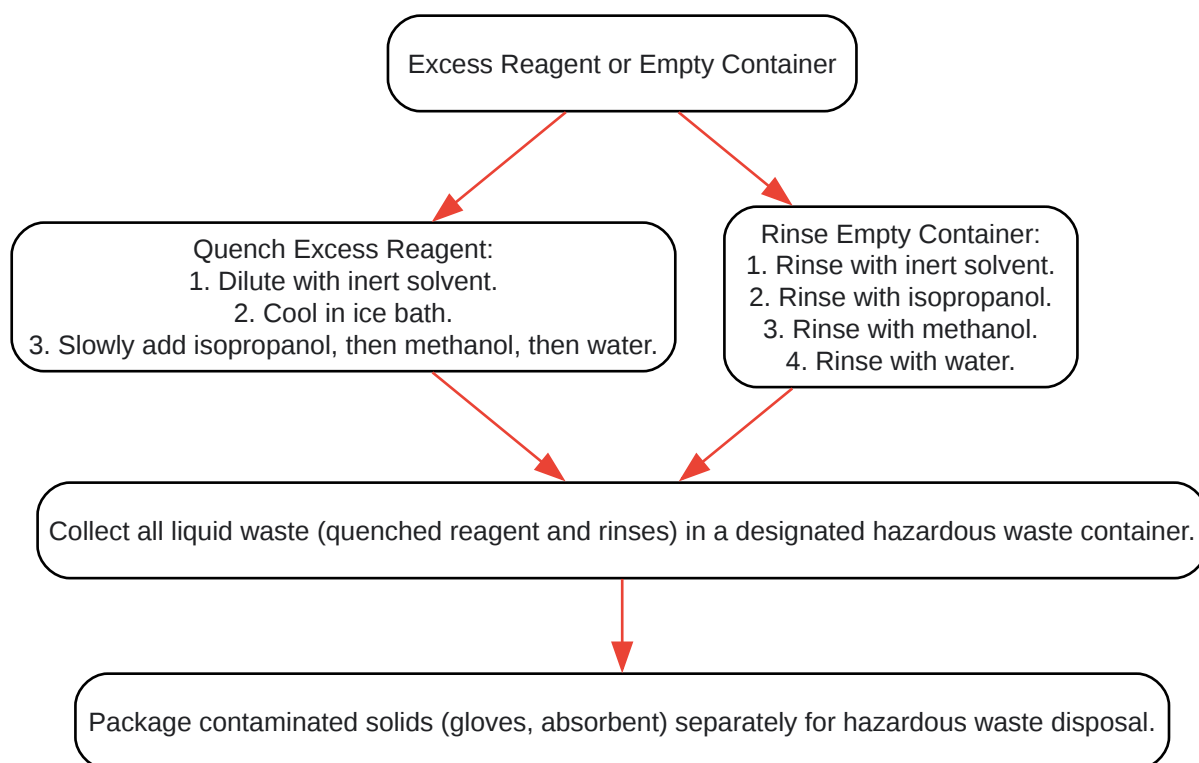 Excess Reagent or Empty Container
Quench Excess Reagent:
1. Dilute with inert solvent.
2. Cool in ice bath.
3. Slowly add isopropanol, then methanol, then water.
Rinse Empty Container:
1. Rinse with inert solvent.
2. Rinse with isopropanol.
3. Rinse with methanol.
4. Rinse with water.
Collect all liquid waste (quenched reagent and rinses) in a designated hazardous waste container.
Package contaminated solids (gloves, absorbent) separately for hazardous waste disposal.